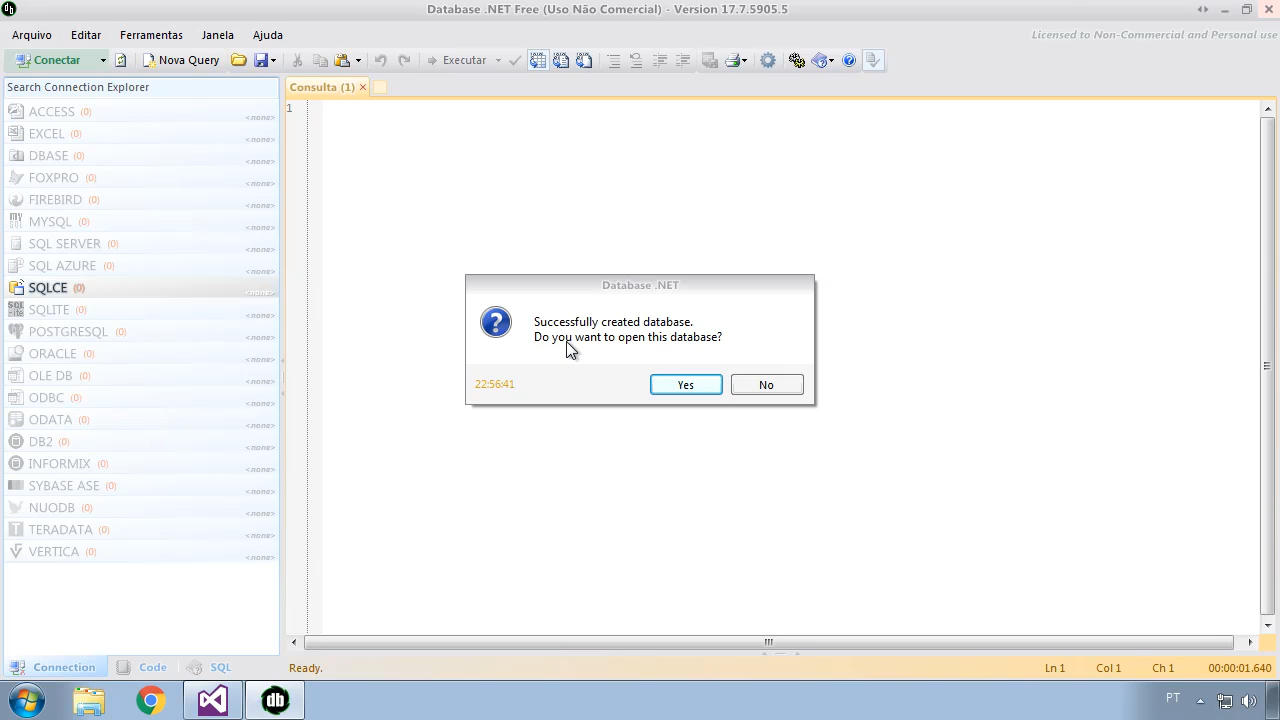 Database .NET Free (Uso Não Comercial) - Version 17.7.5905.5
Arquivo Editar Ferramentas Janela Ajuda
Licensed to Non-Commercial and Personal use
Conectar Nova Query Executar
Search Connection Explorer
Consulta (1)
1
ACCESS (0) <none>
EXCEL (0) <none>
DBASE (0) <none>
FOXPRO (0) <none>
FIREBIRD (0) <none>
MYSQL (0) <none>
SQL SERVER (0) <none>
SQL AZURE (0) <none>
SQLCE (0) <none>
SQLITE (0) <none>
POSTGRESQL (0) <none>
ORACLE (0) <none>
OLE DB (0) <none>
ODBC (0) <none>
ODATA (0) <none>
DB2 (0) <none>
INFORMIX (0) <none>
SYBASE ASE (0) <none>
NUODB (0) <none>
TERADATA (0) <none>
VERTICA (0) <none>
Database .NET
Successfully created database.
Do you want to open this database?
22:56:41 Yes No
Connection Code SQL
Ready. Ln 1 Col 1 Ch 1 00:00:01.640
db PT